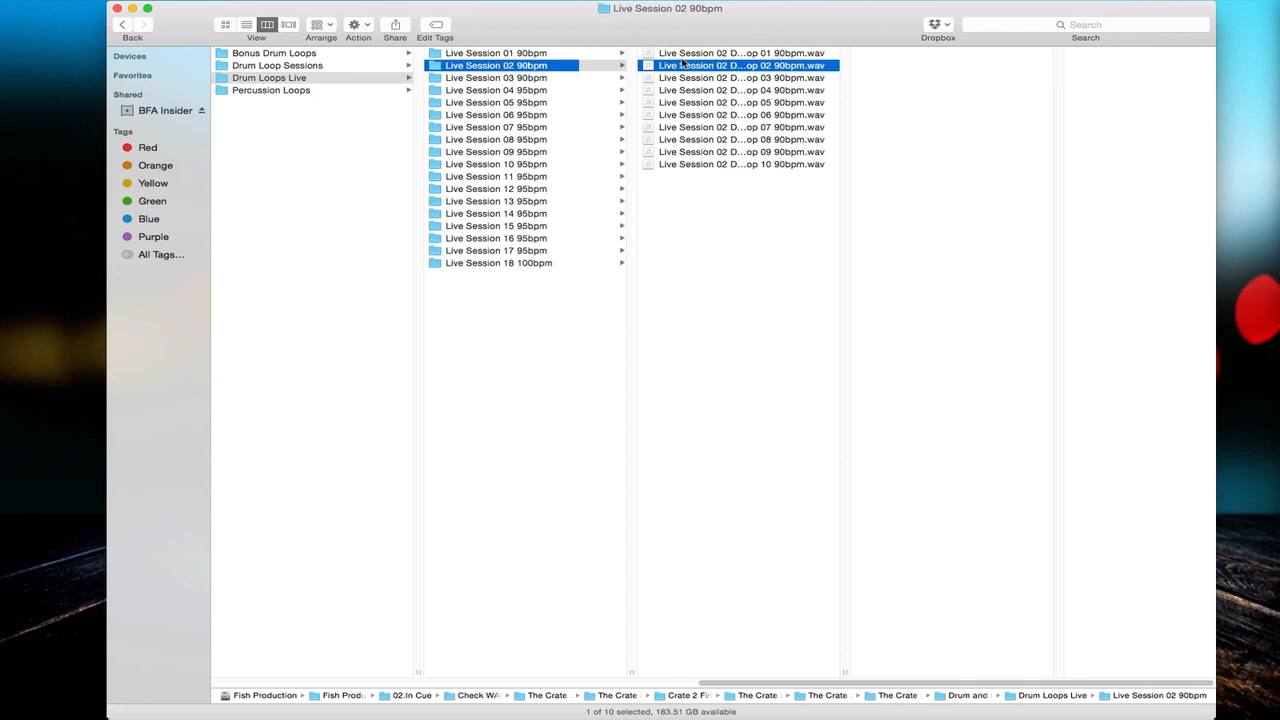 Live Session 02 90bpm
Back
View
Arrange
Action
Share
Edit Tags
Dropbox
Search
Search
Devices
Favorites
Shared
BFA Insider
Tags
Red
Orange
Yellow
Green
Blue
Purple
All Tags...
Bonus Drum Loops
Drum Loop Sessions
Drum Loops Live
Percussion Loops
Live Session 01 90bpm
Live Session 02 90bpm
Live Session 03 90bpm
Live Session 04 95bpm
Live Session 05 95bpm
Live Session 06 95bpm
Live Session 07 95bpm
Live Session 08 95bpm
Live Session 09 95bpm
Live Session 10 95bpm
Live Session 11 95bpm
Live Session 12 95bpm
Live Session 13 95bpm
Live Session 14 95bpm
Live Session 15 95bpm
Live Session 16 95bpm
Live Session 17 95bpm
Live Session 18 100bpm
Live Session 02 D...op 01 90bpm.wav
Live Session 02 D...op 02 90bpm.wav
Live Session 02 D...op 03 90bpm.wav
Live Session 02 D...op 04 90bpm.wav
Live Session 02 D...op 05 90bpm.wav
Live Session 02 D...op 06 90bpm.wav
Live Session 02 D...op 07 90bpm.wav
Live Session 02 D...op 08 90bpm.wav
Live Session 02 D...op 09 90bpm.wav
Live Session 02 D...op 10 90bpm.wav
Fish Production Fish Produ 02.In Cue Check WA The Crate The Crate Crate 2 Fi The Crate The Crate The Crate Drum and Drum Loops Live Live Session 02 90bpm
1 of 10 selected, 183.51 GB available